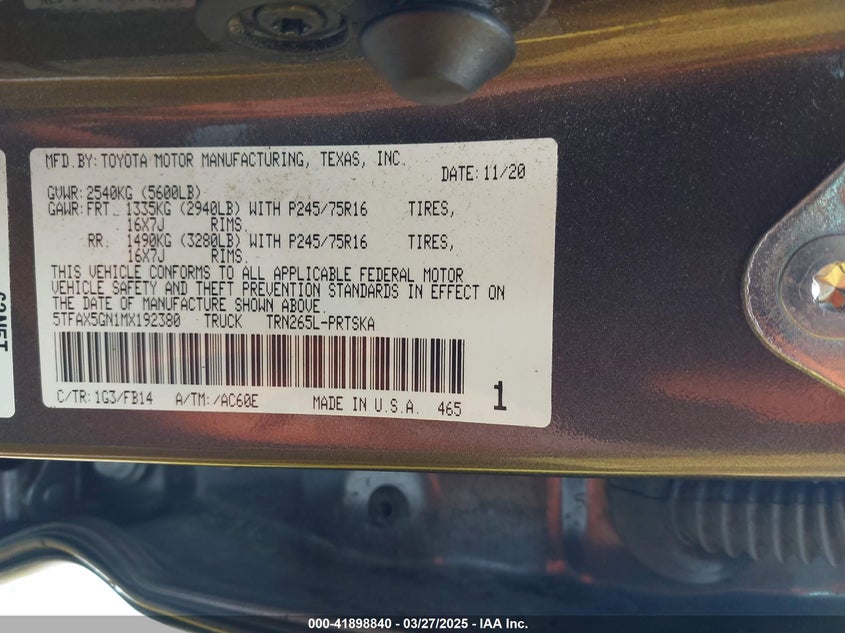 MFD.BY:TOYOTA MOTOR MANUFACTURING, TEXAS, INC.
DATE:11/20
GVWR:2540KG (5600LB)
GAWR:FRT. 1335KG (2940LB) WITH P245/75R16 TIRES,
16X7J RIMS.
RR. 1490KG (3280LB) WITH P245/75R16 TIRES,
16X7J RIMS.
THIS VEHICLE CONFORMS TO ALL APPLICABLE FEDERAL MOTOR
VEHICLE SAFETY AND THEFT PREVENTION STANDARDS IN EFFECT ON
THE DATE OF MANUFACTURE SHOWN ABOVE.
5TFAX5GN1MX192380 TRUCK TRN265L-PRTSKA
C/TR:1G3/FB14 A/TM:/AC60E MADE IN U.S.A. 465 1
000-41898840 - 03/27/2025 - IAA Inc.